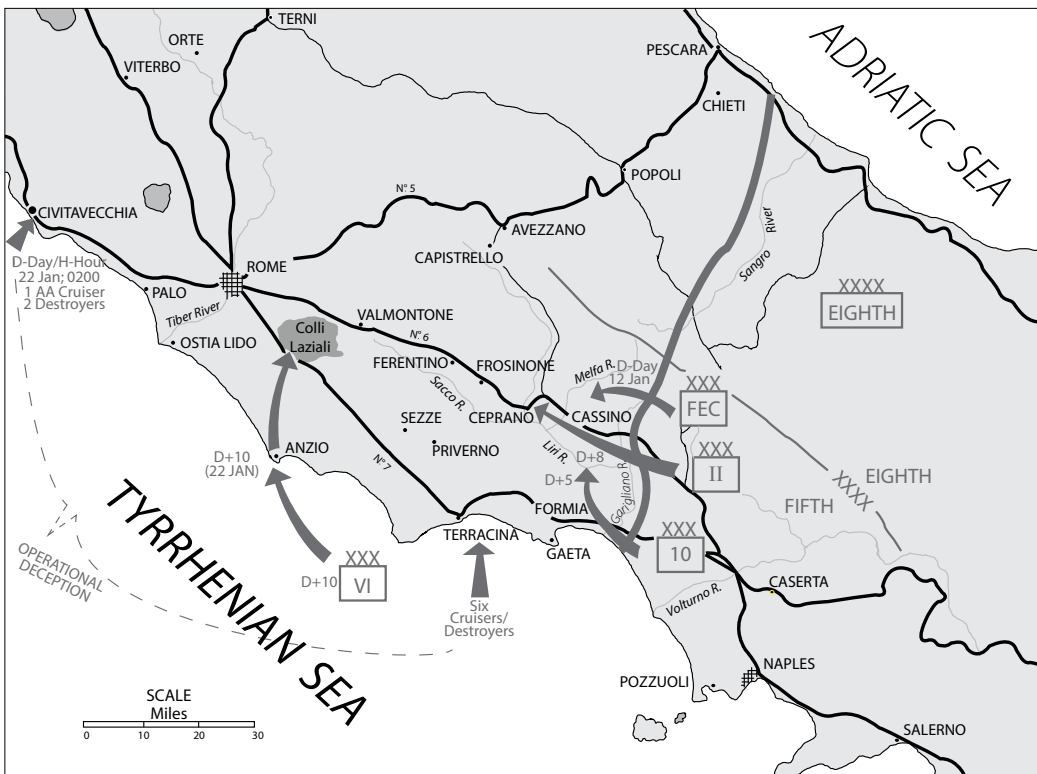 TERNI
ORTE
VITERBO
PESCARA
CHIETI
ADRIATIC SEA
POPOLI
N° 5
CIVITAVECCHIA
AVEZZANO
CAPISTRELLO
Sangro River
D-Day/H-Hour
22 Jan; 0200
1 AA Cruiser
2 Destroyers
ROME
PALO
Tiber River
XXXX
EIGHTH
VALMONTONE
Colli
Laziali
N° 6
OSTIA LIDO
FERENTINO
FROSINONE
Melfa R.
D-Day
12 Jan
XXX
FEC
Sacco R.
CEPRANO
CASSINO
SEZZE
PRIVERNO
Liri R.
ANZIO
D+10
(22 JAN)
N° 7
D+8
D+5
Garigliano R.
XXX
II
EIGHTH
XXXX
FIFTH
FORMIA
TERRACINA
GAETA
XXX
10
TYRRHENIAN SEA
OPERATIONAL
DECEPTION
XXX
D+10
VI
Six
Cruisers/
Destroyers
CASERTA
Volturno R.
NAPLES
POZZUOLI
SALERNO
SCALE
Miles
0 10 20 30